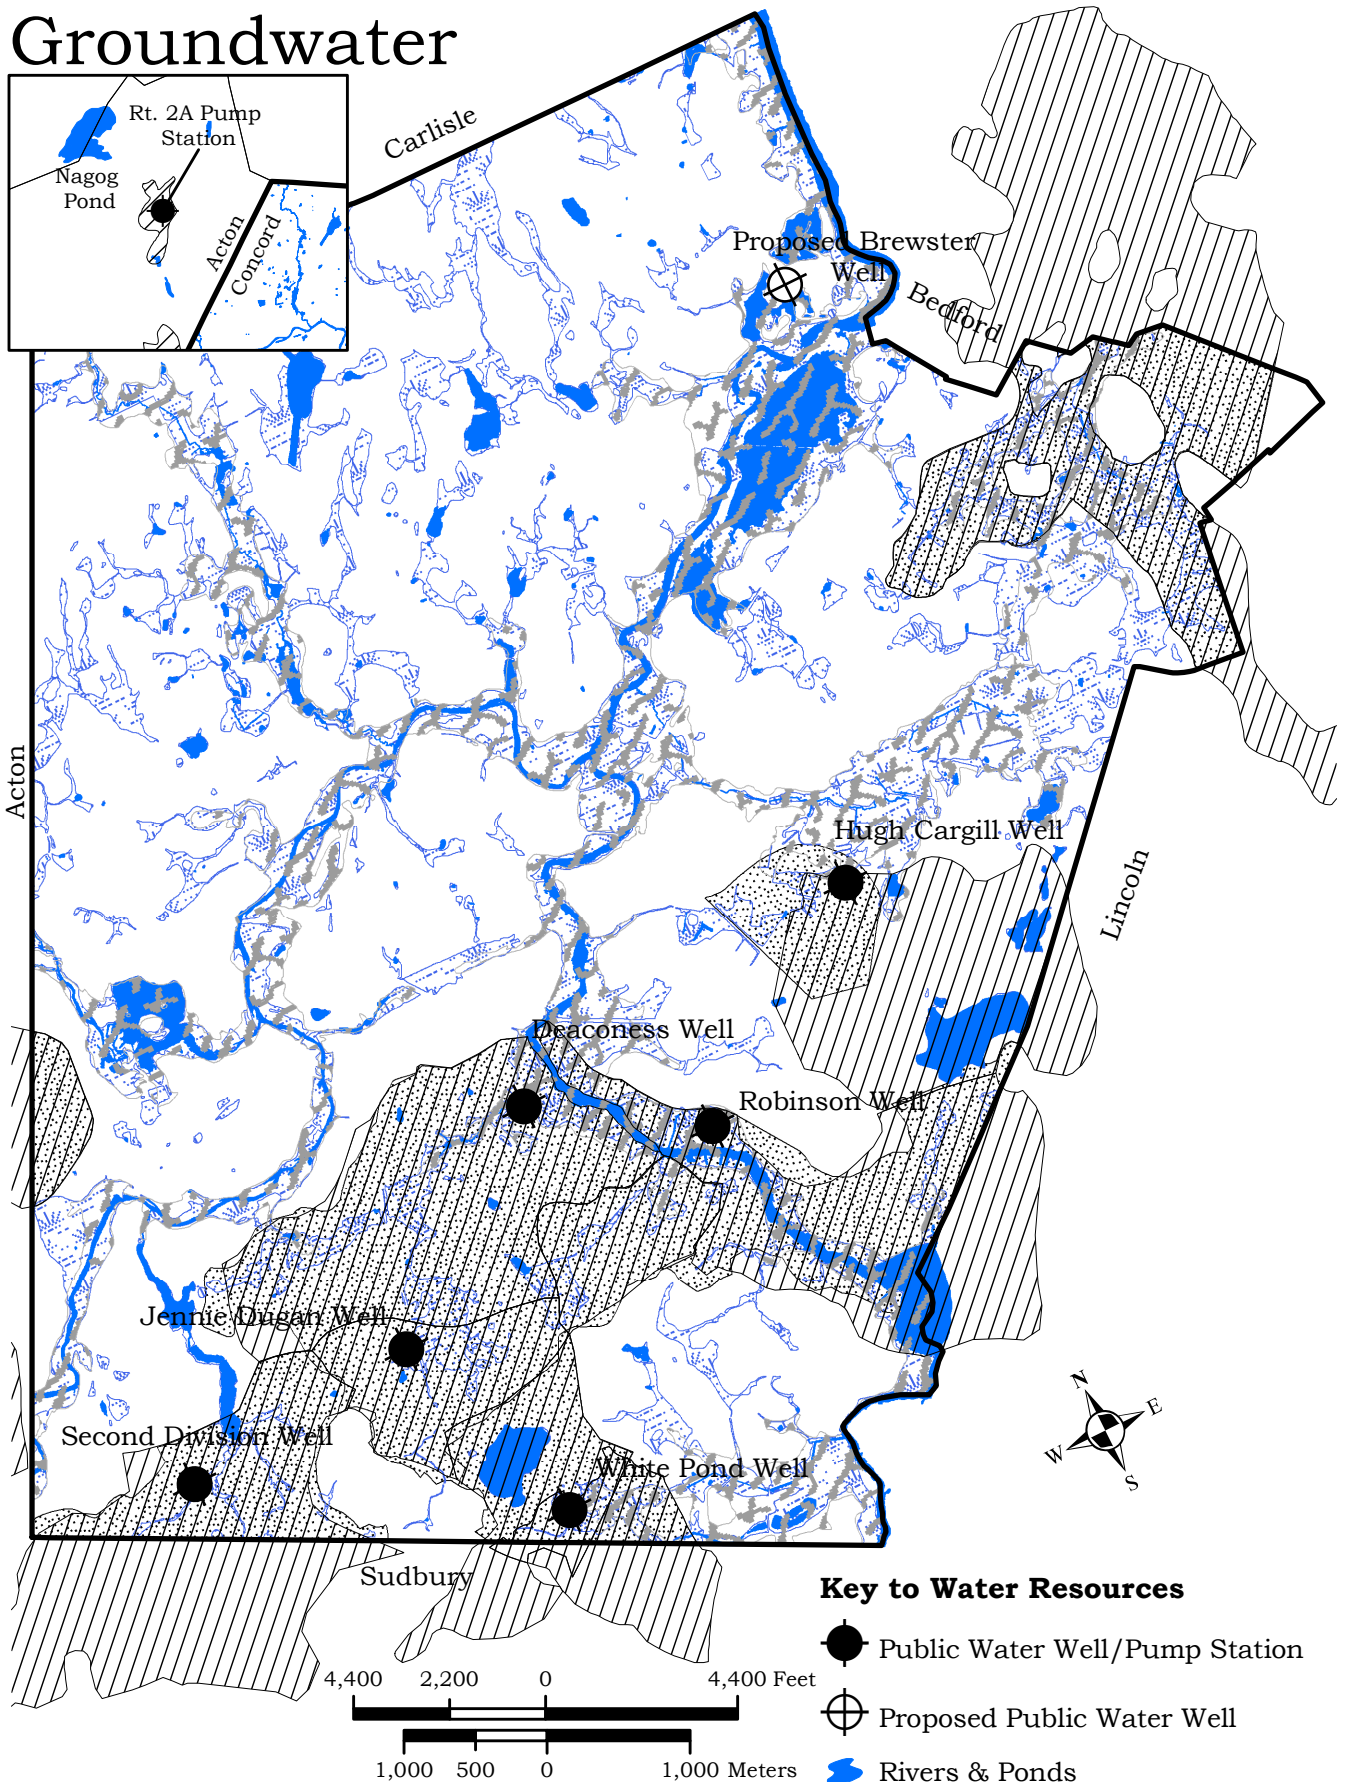 Groundwater
Rt. 2A Pump
Station
Nagog
Pond
Acton
Concord
Carlisle
Proposed Brewster
Well
Bedford
Acton
Hugh Cargill Well
Lincoln
Deaconess Well
Robinson Well
Jennie Dugan Well
Second Division Well
White Pond Well
N
E
W
S
Sudbury
Key to Water Resources
Public Water Well/Pump Station
Proposed Public Water Well
Rivers & Ponds
4,400 2,200 0 4,400 Feet
1,000 500 0 1,000 Meters